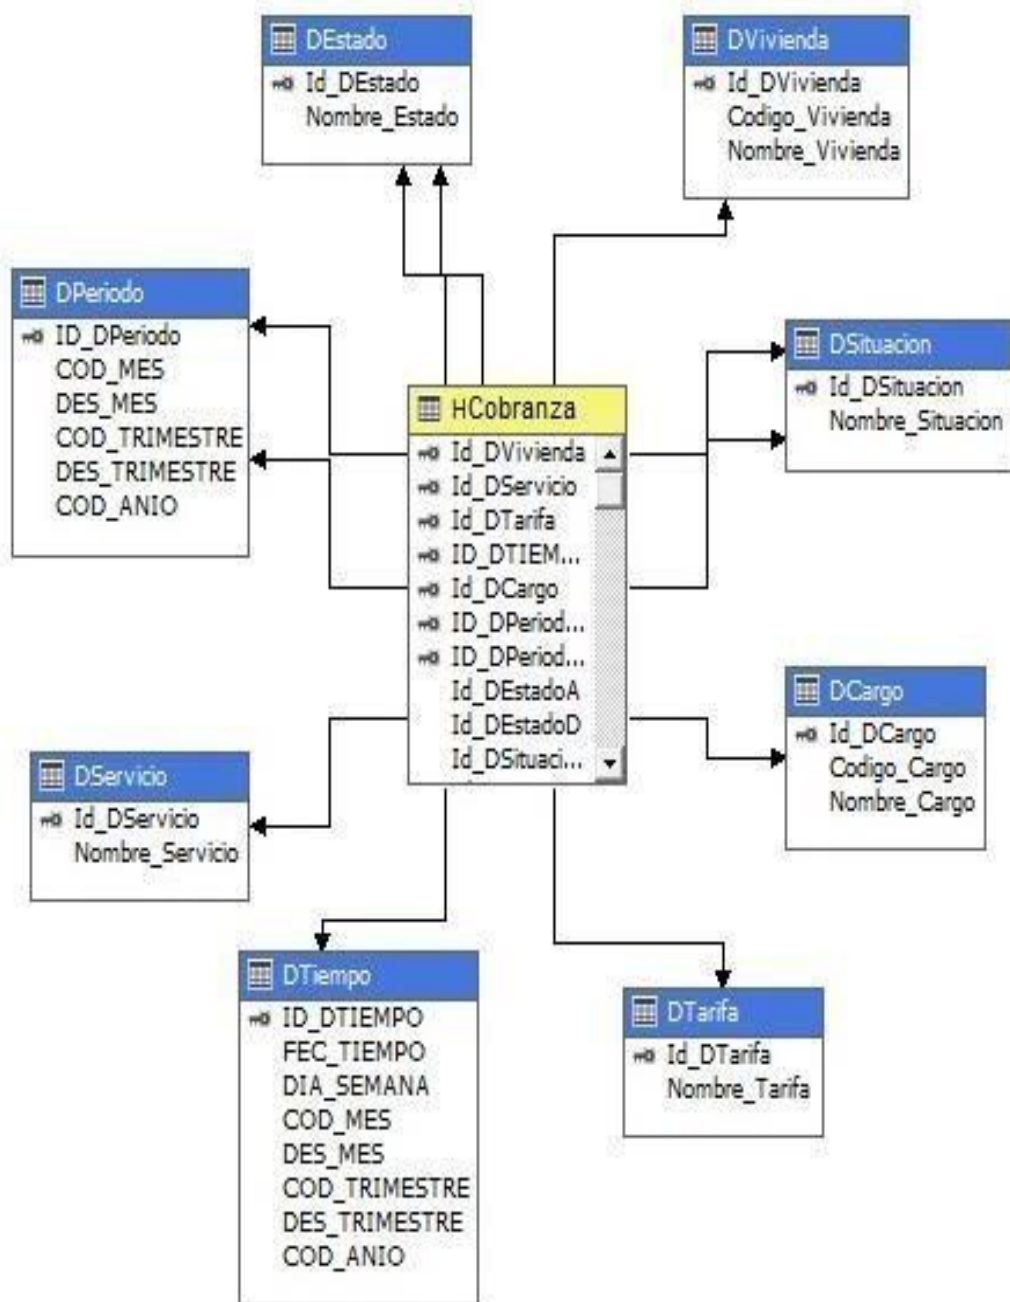 DEstado
Id_DEstado
Nombre_Estado
DVivienda
Id_DVivienda
Codigo_Vivienda
Nombre_Vivienda
DPeriodo
ID_DPeriodo
COD_MES
DES_MES
COD_TRIMESTRE
DES_TRIMESTRE
COD_ANIO
DSituacion
Id_DSituacion
Nombre_Situacion
HCobranza
Id_DVivienda
Id_DServicio
Id_DTarifa
ID_DTIEM...
Id_DCargo
ID_DPeriod...
ID_DPeriod...
Id_DEstadoA
Id_DEstadoD
Id_DSituaci...
DCargo
Id_DCargo
Codigo_Cargo
Nombre_Cargo
DServicio
Id_DServicio
Nombre_Servicio
DTiempo
ID_DTIEMPO
FEC_TIEMPO
DIA_SEMANA
COD_MES
DES_MES
COD_TRIMESTRE
DES_TRIMESTRE
COD_ANIO
DTarifa
Id_DTarifa
Nombre_Tarifa